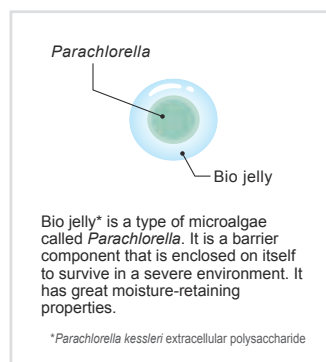 Parachlorella
Bio jelly
Bio jelly* is a type of microalgae
called Parachlorella. It is a barrier
component that is enclosed on itself
to survive in a severe environment. It
has great moisture-retaining
properties.
*Parachlorella kessleri extracellular polysaccharide